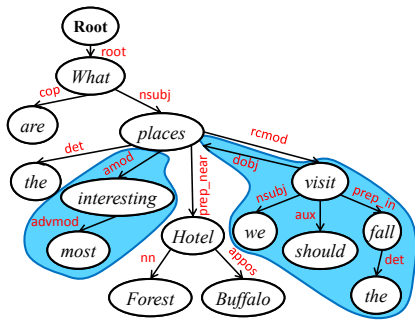 Root
root
What
cop
nsubj
are
places
rcmod
det
amod
prep_near
dobj
the
interesting
visit
advmod
nsubj
aux
prep_in
most
Hotel
we
should
fall
nn
appos
det
Forest
Buffalo
the